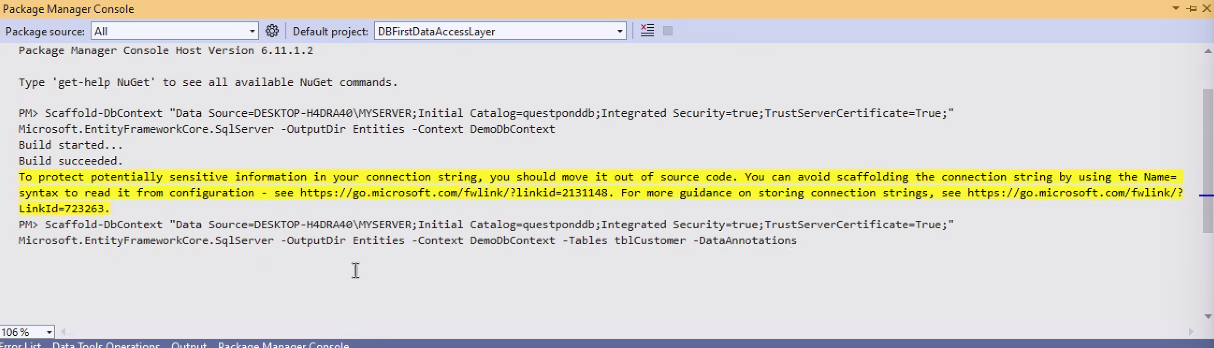 Package Manager Console
Package source: All Default project: DBFirstDataAccessLayer
Package Manager Console Host Version 6.11.1.2
Type 'get-help NuGet' to see all available NuGet commands.
PM> Scaffold-DbContext "Data Source=DESKTOP-H4DRA40\MYSERVER;Initial Catalog=questponddb;Integrated Security=true;TrustServerCertificate=True;"
Microsoft.EntityFrameworkCore.SqlServer -OutputDir Entities -Context DemoDbContext
Build started...
Build succeeded.
To protect potentially sensitive information in your connection string, you should move it out of source code. You can avoid scaffolding the connection string by using the Name=
syntax to read it from configuration - see https://go.microsoft.com/fwlink/?linkid=2131148. For more guidance on storing connection strings, see https://go.microsoft.com/fwlink/?
LinkId=723263.
PM> Scaffold-DbContext "Data Source=DESKTOP-H4DRA40\MYSERVER;Initial Catalog=questponddb;Integrated Security=true;TrustServerCertificate=True;"
Microsoft.EntityFrameworkCore.SqlServer -OutputDir Entities -Context DemoDbContext -Tables tblCustomer -DataAnnotations
106 %
Error List Data Tools Operations Output Package Manager Console